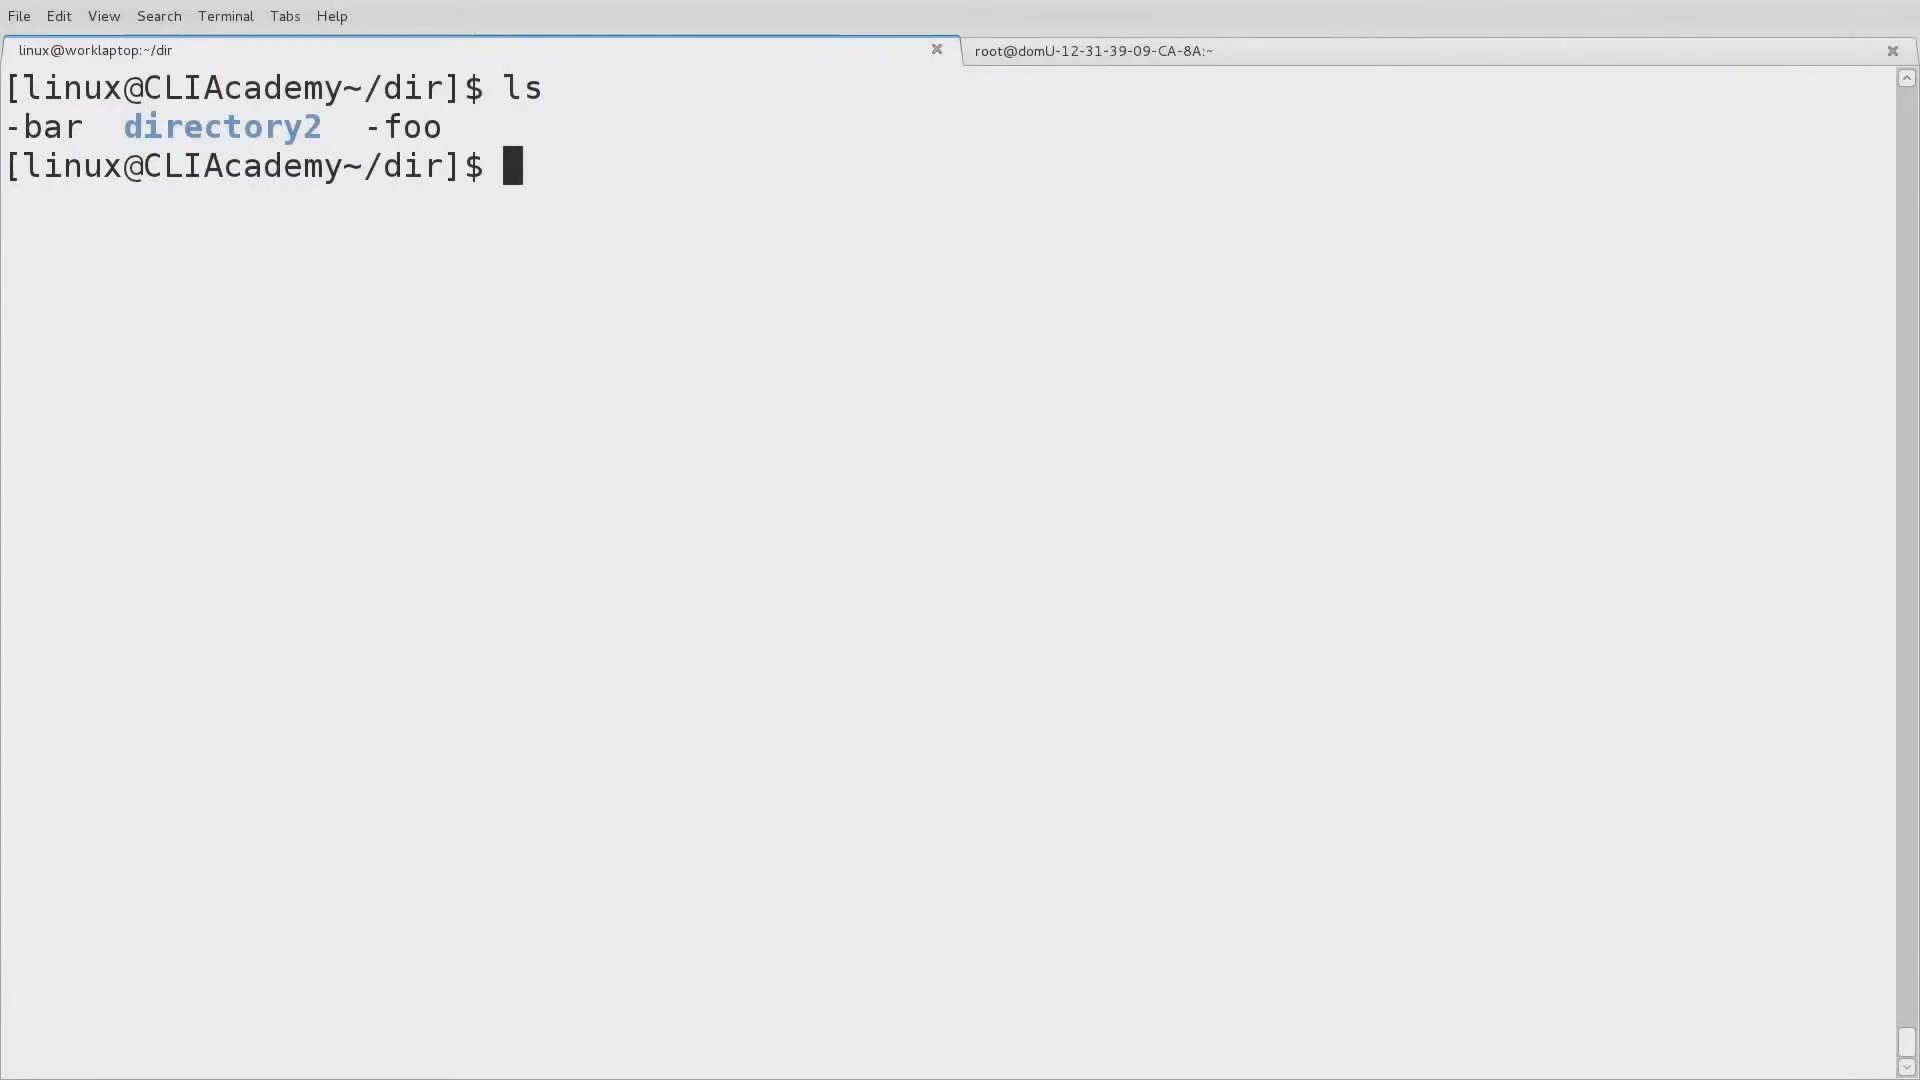 File Edit View Search Terminal Tabs Help
linux@worklaptop:~/dir root@domU-12-31-39-09-CA-8A:~
[linux@CLIAcademy~/dir]$ ls
-bar  directory2  -foo
[linux@CLIAcademy~/dir]$